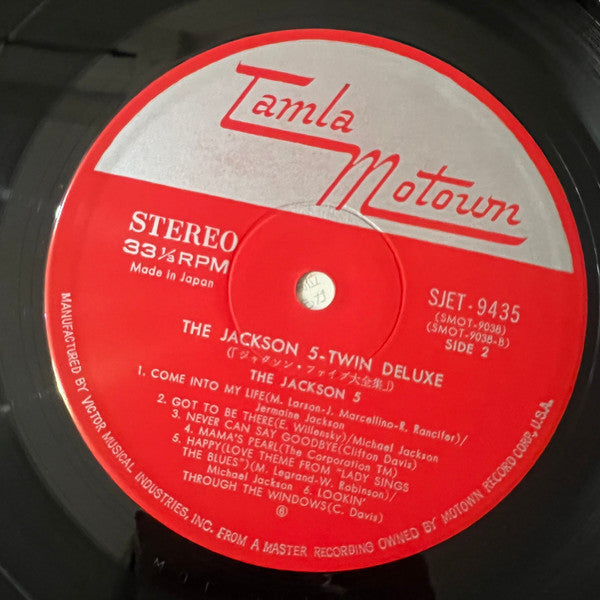 Tamla
Motown
STEREO
33⅓RPM
Made in Japan
SJET-9435
(SMOT-9038)
(SMOT-9038-B)
SIDE 2
THE JACKSON 5-TWIN DELUXE
(『ジャクソン・ファイブ大全集』)
THE JACKSON 5
1. COME INTO MY LIFE(M. Larson-J. Marcellino-R. Rancifer)/
Jermaine Jackson
2. GOT TO BE THERE(E. Willensky)/Michael Jackson
3. NEVER CAN SAY GOODBYE(Clifton Davis)
4. MAMA'S PEARL(The Corporation TM)
5. HAPPY(LOVE THEME FROM "LADY SINGS
THE BLUES")(M. Legrand-W. Robinson)/
Michael Jackson 6. LOOKIN'
THROUGH THE WINDOWS(C. Davis)
6
MANUFACTURED BY VICTOR MUSICAL INDUSTRIES, INC. FROM A MASTER RECORDING OWNED BY MOTOWN RECORD CORP., U.S.A.